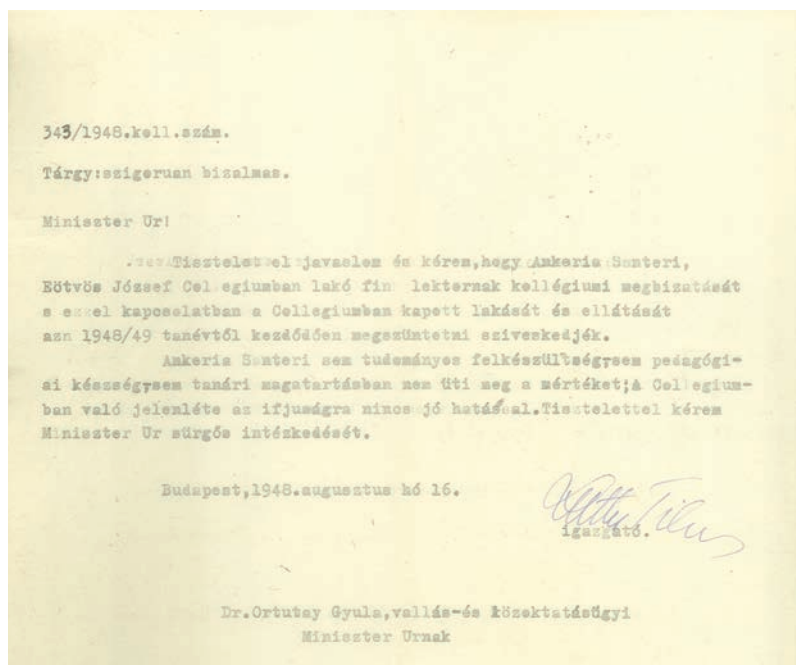 343/1948.koll.szám.
Tárgy:szigoruan bizalmas.
Miniszter Ur!
Tisztelettel javaslom és kérem,hogy Ankeria Santeri,
Eötvös József Collegiumban lakó finn lektornak kollégiumi megbizatását
s ezzel kapcsolatban a Collegiumban kapott lakását és ellátását
azn 1948/49 tanévtől kezdődően megszüntetni sziveskedjék.
Ankeria Santeri sem tudományos felkészültség,sem pedagógi-
ai készség,sem tanári magatartásban nem üti meg a mértéket;A Collegium-
ban való jelenléte az ifjuságra nincs jó hatással.Tisztelettel kérem
Miniszter Ur sürgős intézkedését.
Budapest,1948.augusztus hó 16.
igazgató.
Dr.Ortutay Gyula,vallás-és közoktatásügyi
Miniszter Urnak